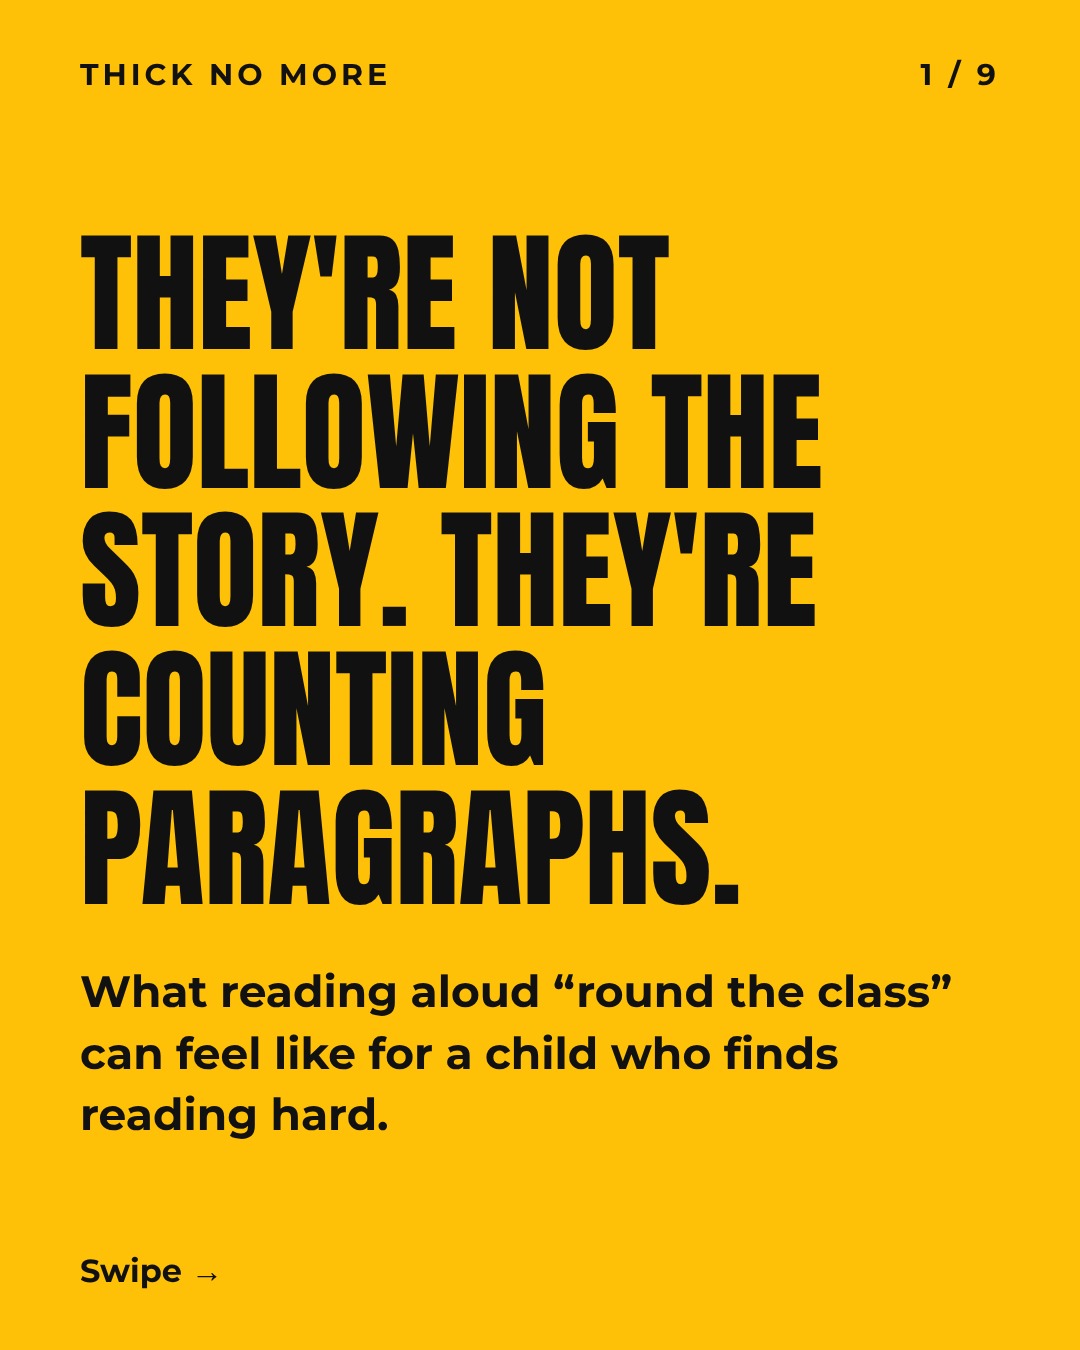 THICK NO MORE
1 / 9
THEY'RE NOT
FOLLOWING THE
STORY. THEY'RE
COUNTING
PARAGRAPHS.
What reading aloud “round the class”
can feel like for a child who finds
reading hard.
Swipe →